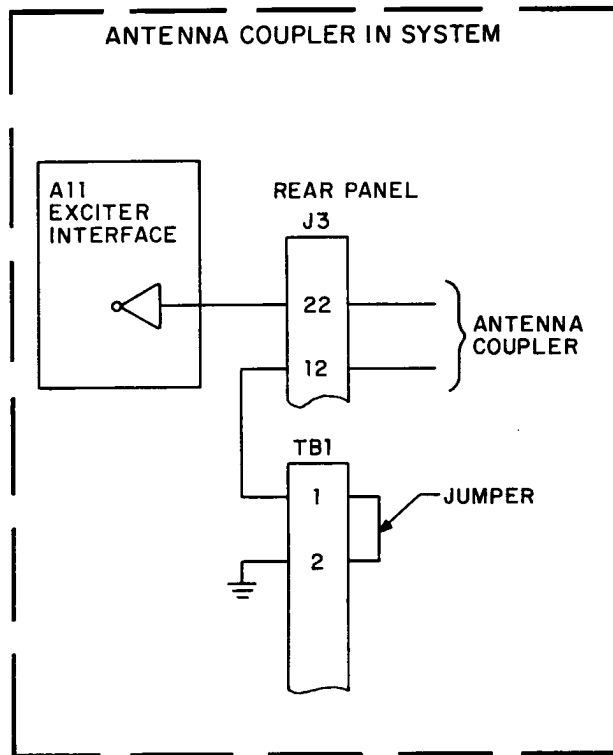 ANTENNA COUPLER IN SYSTEM
A11
EXCITER
INTERFACE
REAR PANEL
J3
22
12
ANTENNA
COUPLER
TB1
1
2
JUMPER